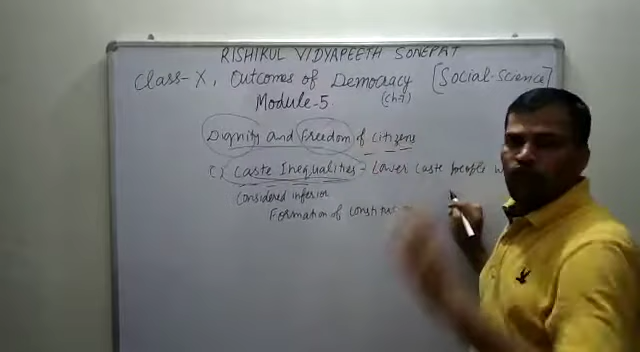 RISHIKUL VIDYAPEETH SONEPAT
Class-X, Outcomes of Democracy [Social-Science]
Module-5 (Ch-7)
Dignity and Freedom of citizens
C) Caste Inequalities - Lower caste people
Considered inferior
Formation of